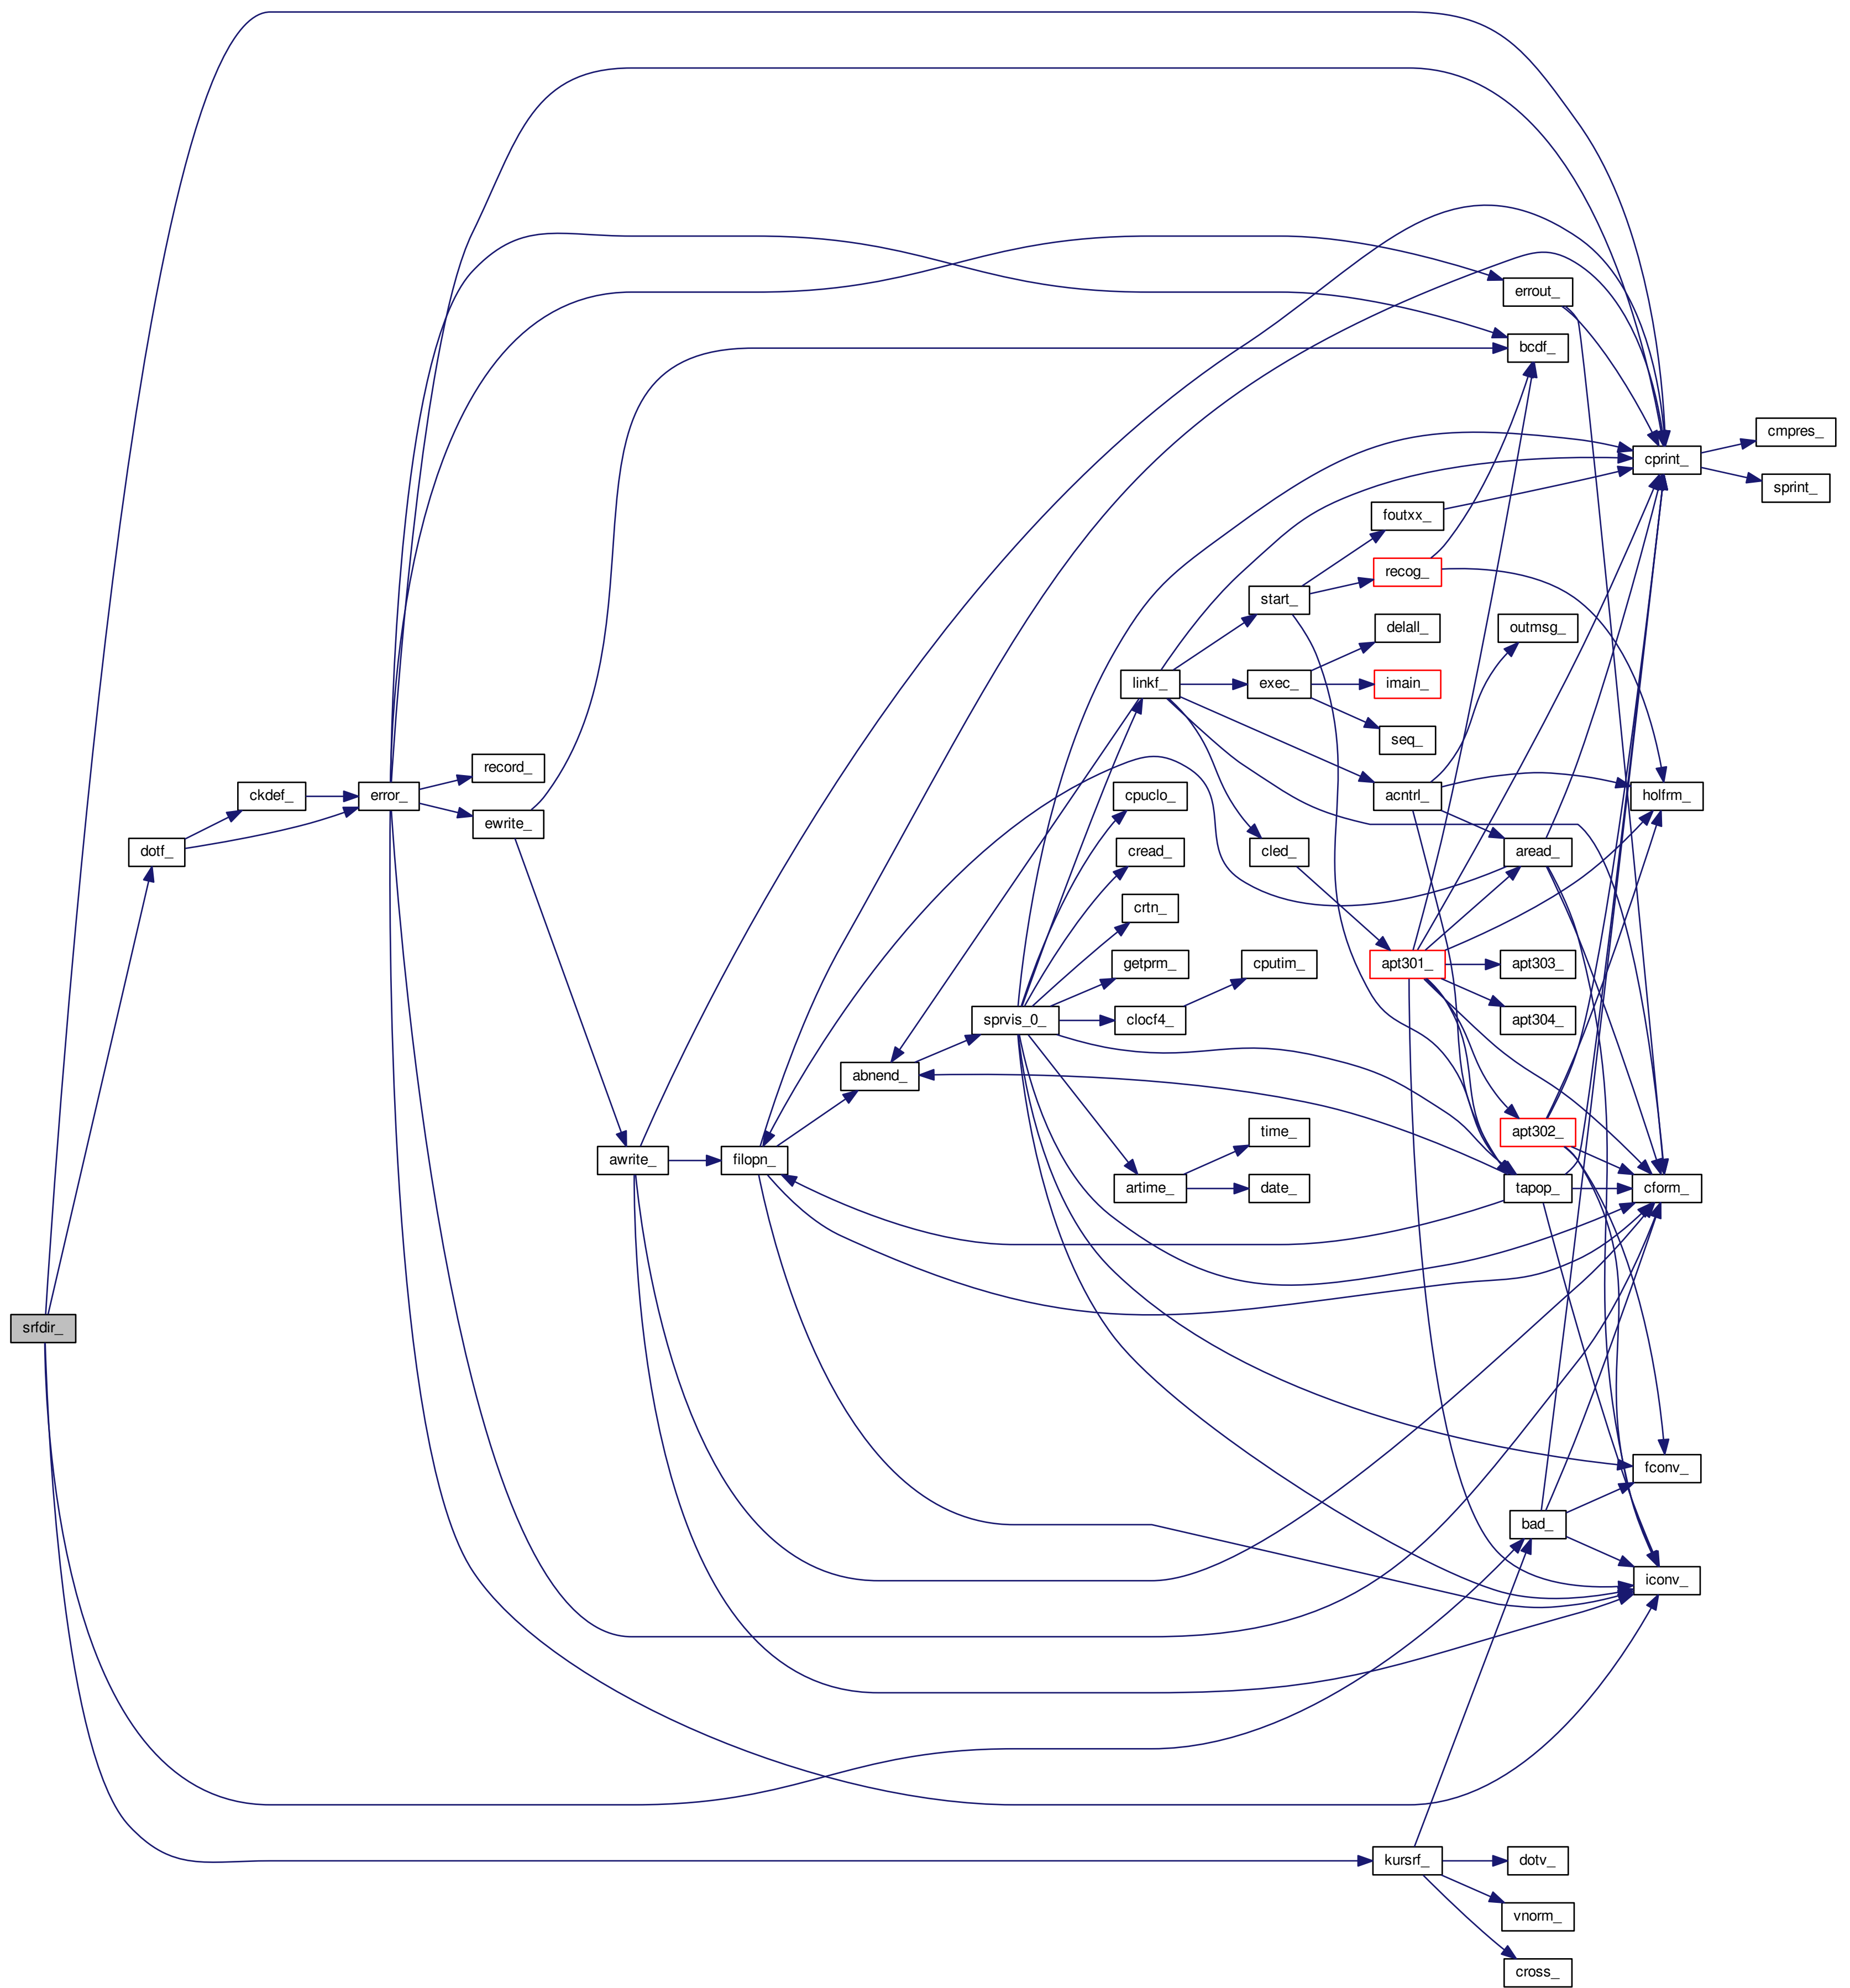 errout_
bcdf_
cmpres_
cprint_
sprint_
foutxx_
recog_
start_
delall_
outmsg_
linkf_
exec_
imain_
seq_
record_
ckdef_
error_
cpuclo_
acntrl_
holfrm_
ewrite_
dotf_
cread_
cled_
aread_
crtn_
getprm_
cputim_
apt301_
apt303_
sprvis_0_
clocf4_
apt304_
abnend_
time_
apt302_
awrite_
filopn_
artime_
date_
tapop_
cform_
srfdir_
fconv_
bad_
iconv_
kursrf_
dotv_
vnorm_
cross_